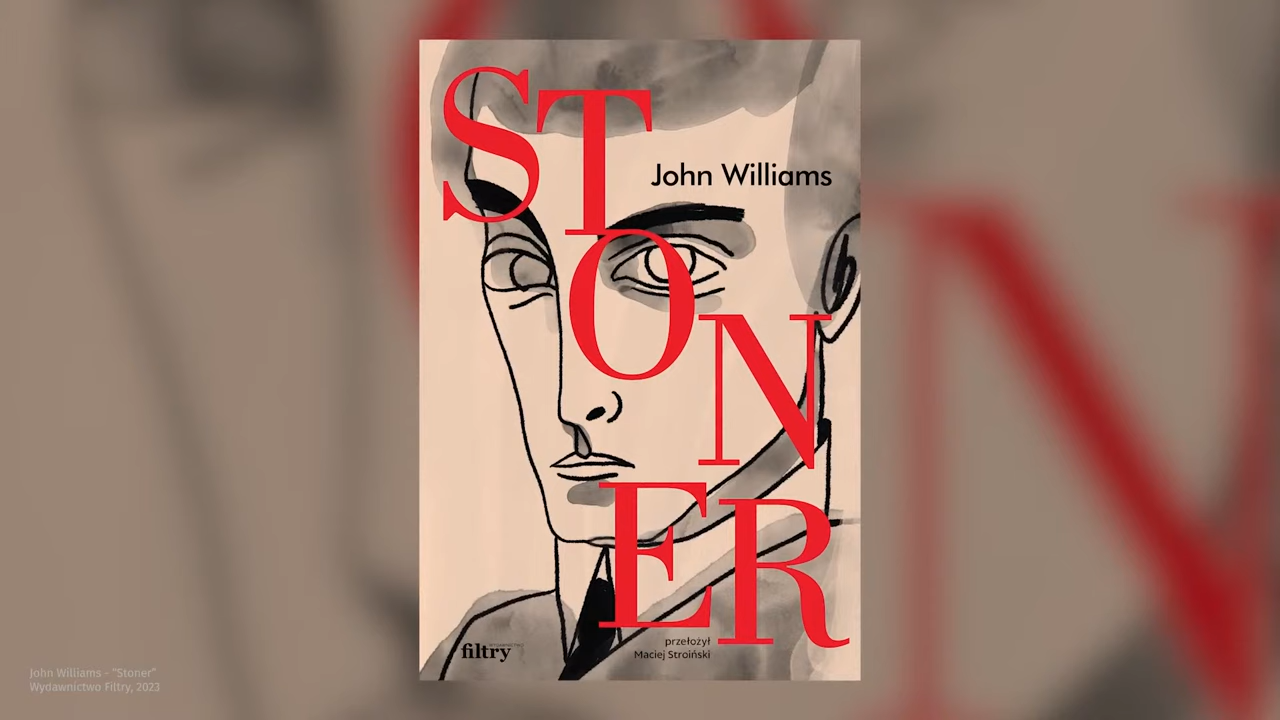 STONER
John Williams
filtry
przełożył
Maciej Stroiński
John Williams - "Stoner"
Wydawnictwo Filtry, 2023